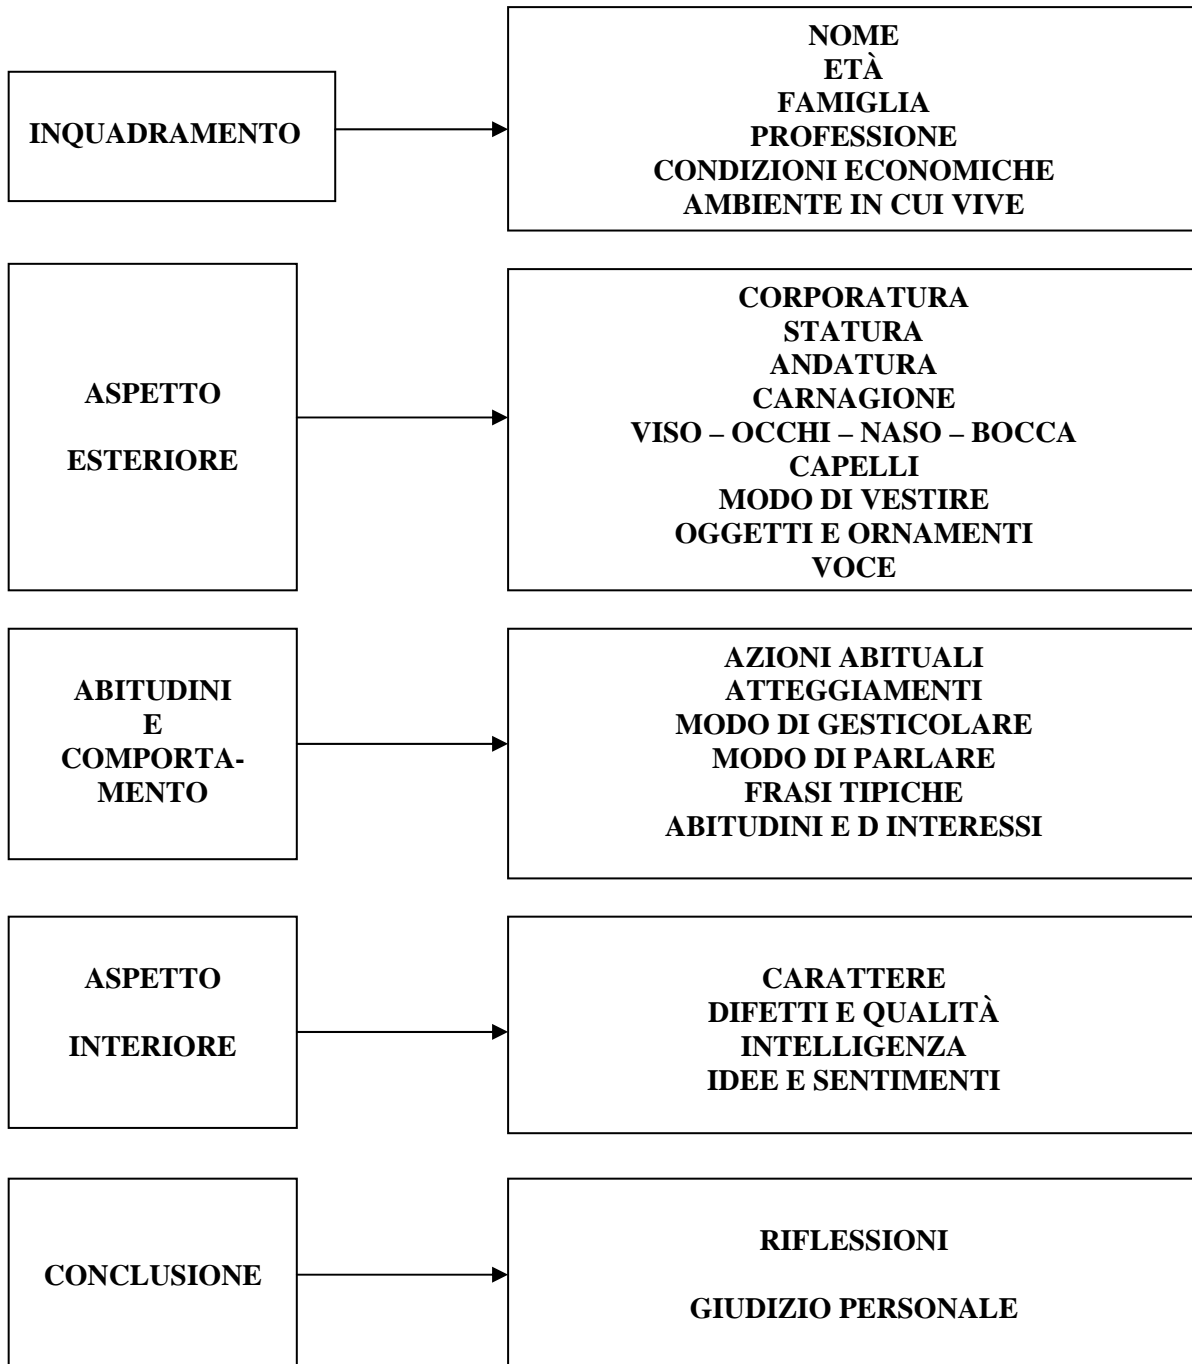 INQUADRAMENTO
NOME
ETÀ
FAMIGLIA
PROFESSIONE
CONDIZIONI ECONOMICHE
AMBIENTE IN CUI VIVE
ASPETTO
ESTERIORE
CORPORATURA
STATURA
ANDATURA
CARNAGIONE
VISO – OCCHI – NASO – BOCCA
CAPELLI
MODO DI VESTIRE
OGGETTI E ORNAMENTI
VOCE
ABITUDINI
E
COMPORTA-
MENTO
AZIONI ABITUALI
ATTEGGIAMENTI
MODO DI GESTICOLARE
MODO DI PARLARE
FRASI TIPICHE
ABITUDINI E D INTERESSI
ASPETTO
INTERIORE
CARATTERE
DIFETTI E QUALITÀ
INTELLIGENZA
IDEE E SENTIMENTI
CONCLUSIONE
RIFLESSIONI
GIUDIZIO PERSONALE